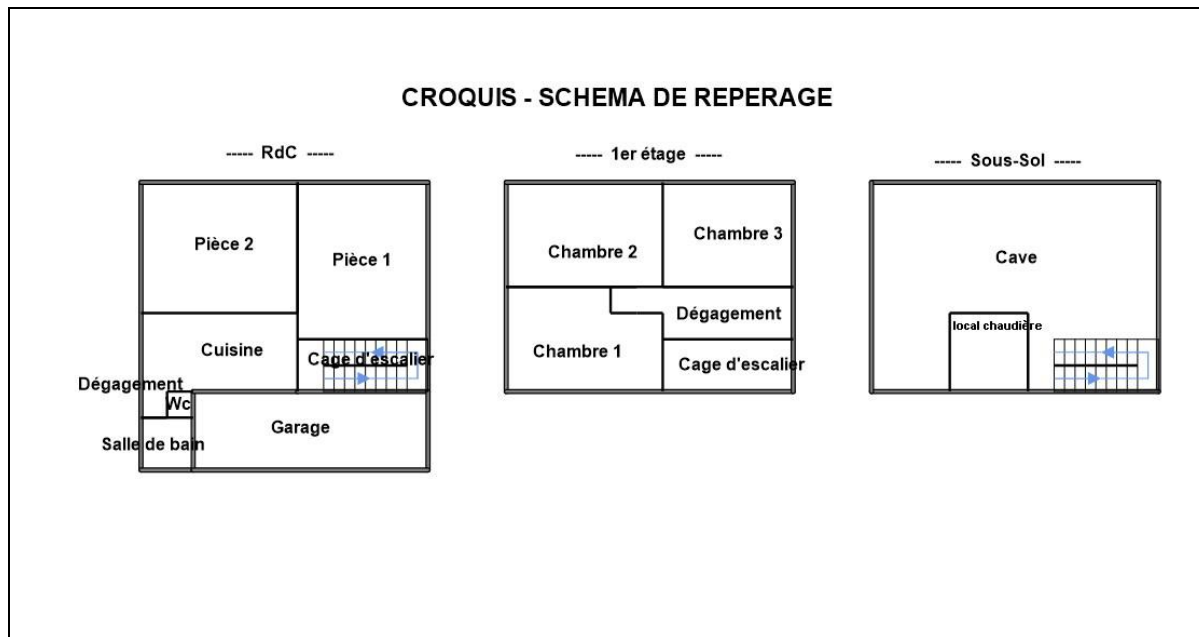 CROQUIS - SCHEMA DE REPERAGE
----- RdC -----
Pièce 2
Pièce 1
Cuisine
Cage d'escalier
Dégagement
Wc
Salle de bain
Garage
----- 1er étage -----
Chambre 2
Chambre 3
Dégagement
Chambre 1
Cage d'escalier
----- Sous-Sol -----
Cave
local chaudière